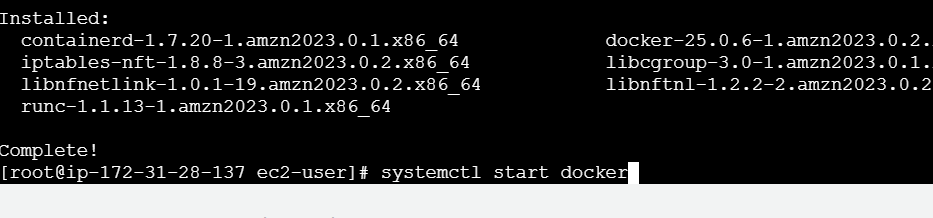 Installed:
containerd-1.7.20-1.amzn2023.0.1.x86_64 docker-25.0.6-1.amzn2023.0.2.
iptables-nft-1.8.8-3.amzn2023.0.2.x86_64 libcgroup-3.0-1.amzn2023.0.1.
libnfnetlink-1.0.1-19.amzn2023.0.2.x86_64 libnftnl-1.2.2-2.amzn2023.0.2
runc-1.1.13-1.amzn2023.0.1.x86_64
Complete!
[root@ip-172-31-28-137 ec2-user]# systemctl start docker